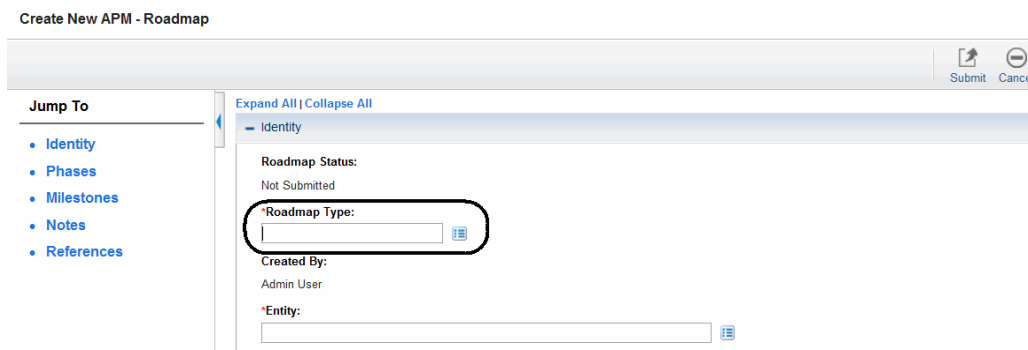 Create New APM - Roadmap
Submit Cance
Jump To
Identity
Phases
Milestones
Notes
References
Expand All | Collapse All
Identity
Roadmap Status:
Not Submitted
*Roadmap Type:
Created By:
Admin User
*Entity: